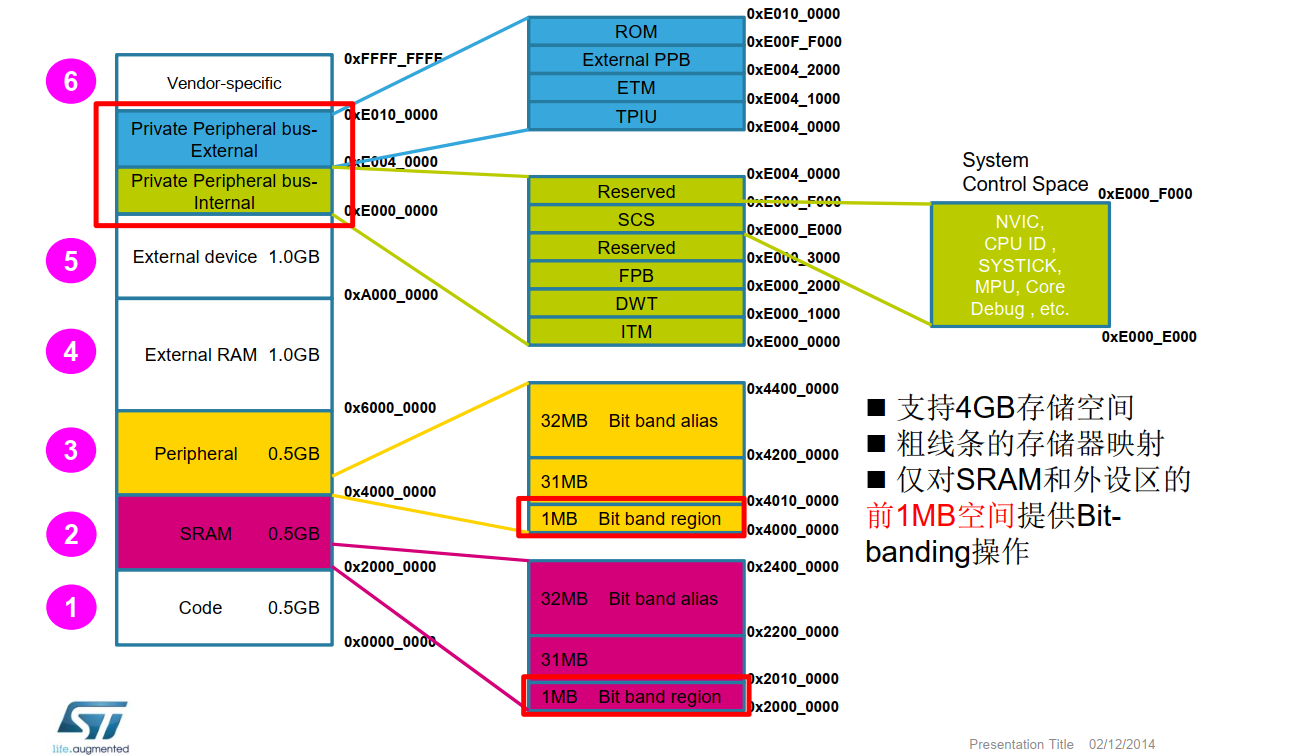 6
Vendor-specific
0xFFFF_FFFF
Private Peripheral bus-
External
0xE010_0000
Private Peripheral bus-
Internal
0xE004_0000
0xE000_0000
5
External device 1.0GB
0xA000_0000
4
External RAM 1.0GB
0x6000_0000
3
Peripheral 0.5GB
0x4000_0000
2
SRAM 0.5GB
0x2000_0000
1
Code 0.5GB
0x0000_0000
0xE010_0000
ROM
0xE00F_F000
External PPB
0xE004_2000
ETM
0xE004_1000
TPIU
0xE004_0000
0xE004_0000
Reserved
0xE000_F000
SCS
0xE000_E000
Reserved
0xE000_3000
FPB
0xE000_2000
DWT
0xE000_1000
ITM
0xE000_0000
System
Control Space
0xE000_F000
NVIC,
CPU ID ,
SYSTICK,
MPU, Core
Debug , etc.
0xE000_E000
0x4400_0000
32MB Bit band alias
0x4200_0000
31MB
0x4010_0000
1MB Bit band region
0x4000_0000
0x2400_0000
32MB Bit band alias
0x2200_0000
31MB
0x2010_0000
1MB Bit band region
0x2000_0000
■ 支持4GB存储空间
■ 粗线条的存储器映射
■ 仅对SRAM和外设区的
前1MB空间提供Bit-
banding操作
ST
life.augmented
Presentation Title 02/12/2014